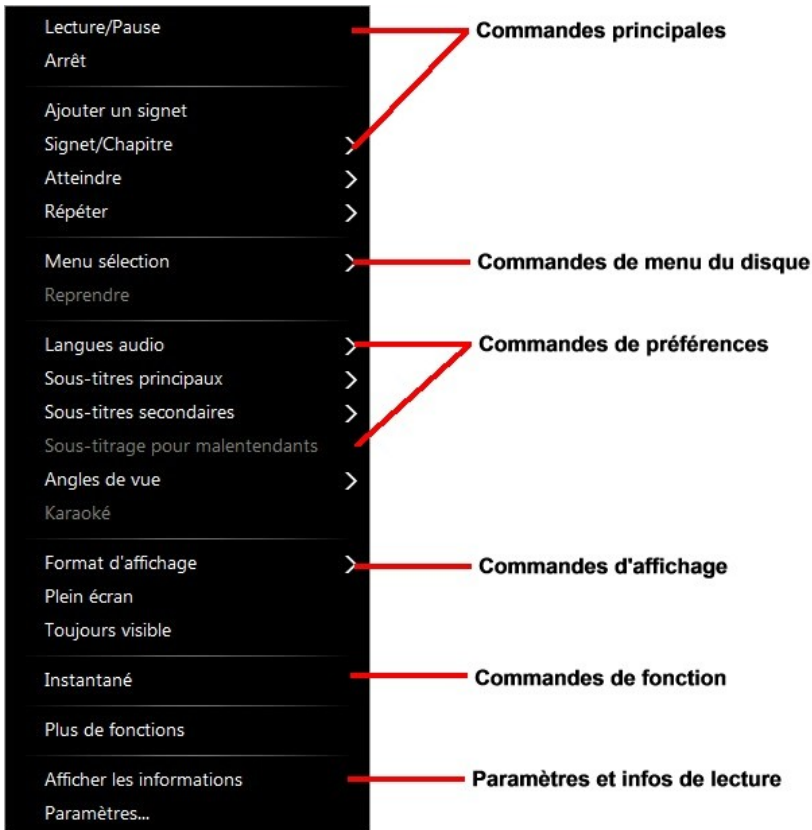 Lecture/Pause
Arrêt
Ajouter un signet
Signet/Chapitre
Atteindre
Répéter
Menu sélection
Reprendre
Langues audio
Sous-titres principaux
Sous-titres secondaires
Sous-titrage pour malentendants
Angles de vue
Karaoké
Format d'affichage
Plein écran
Toujours visible
Instantané
Plus de fonctions
Afficher les informations
Paramètres...
Commandes principales
Commandes de menu du disque
Commandes de préférences
Commandes d'affichage
Commandes de fonction
Paramètres et infos de lecture